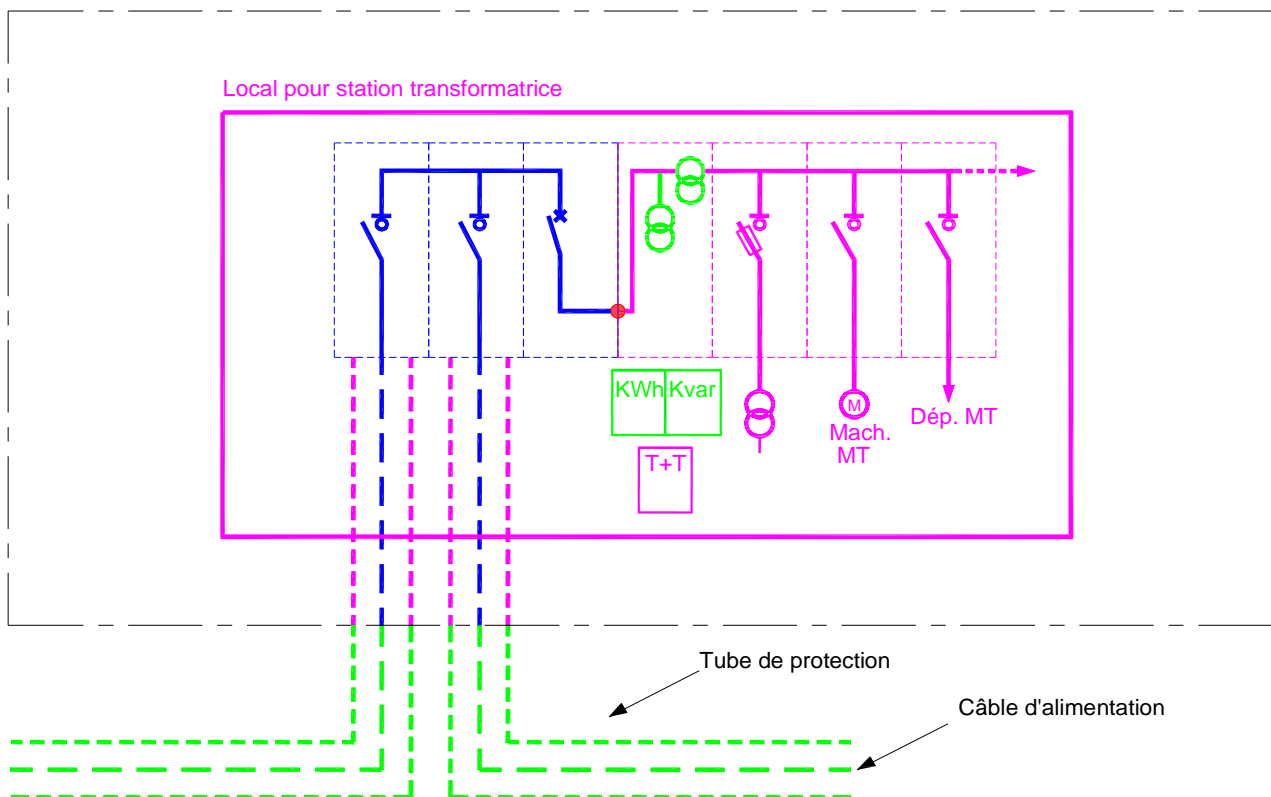 Local pour station transformatrice
KWh Kvar
T+T
M
Mach.
MT
Dép. MT
Tube de protection
Câble d'alimentation